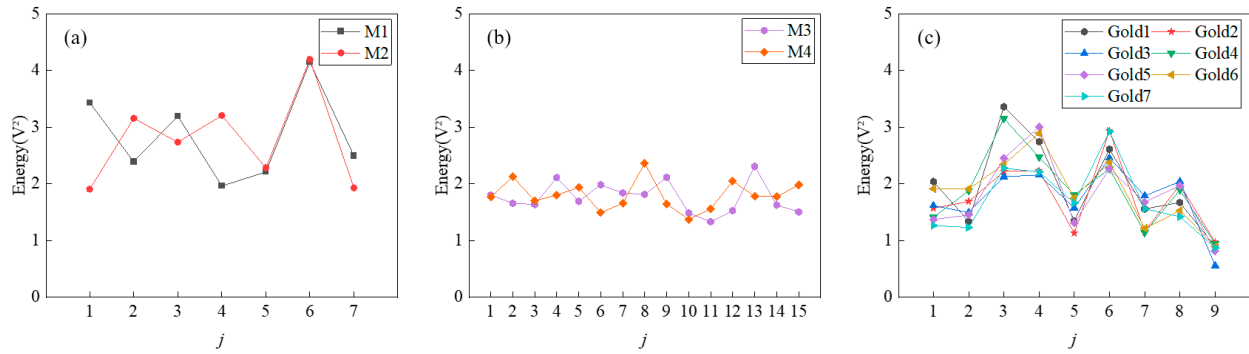 (a)
M1
M2
Energy(V²)
5
4
3
2
1
0
1 2 3 4 5 6 7
j
(b)
M3
M4
Energy(V²)
5
4
3
2
1
0
1 2 3 4 5 6 7 8 9 10 11 12 13 14 15
j
(c)
Gold1 Gold2
Gold3 Gold4
Gold5 Gold6
Gold7
Energy(V²)
5
4
3
2
1
0
1 2 3 4 5 6 7 8 9
j